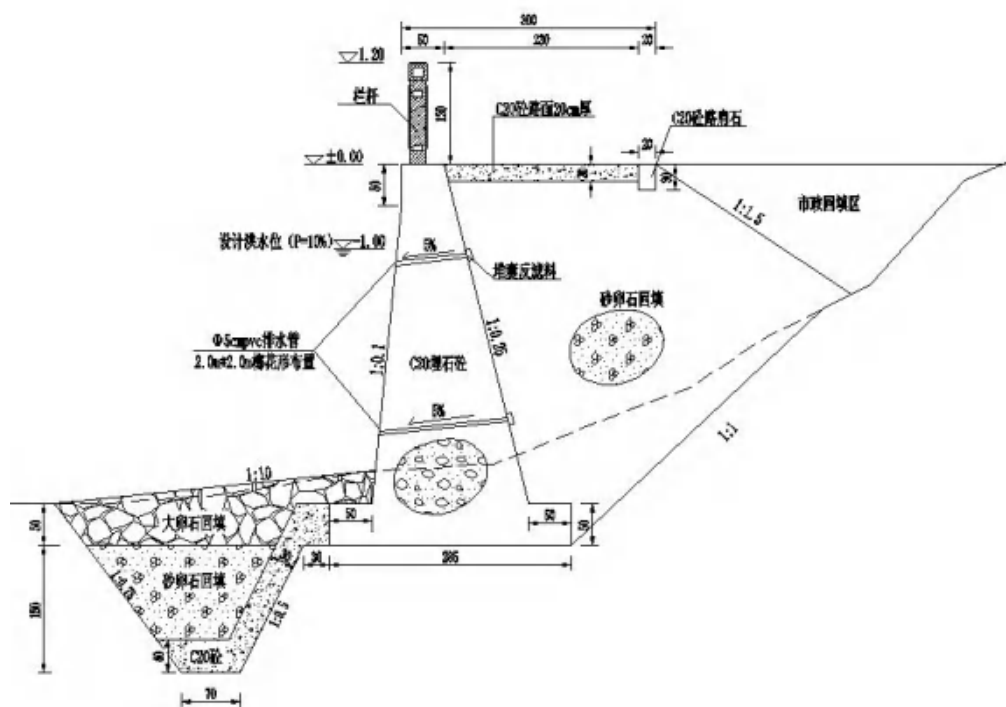 300
50
230
20
1.20
栏杆
120
C20砼路面20cm厚
C20砼路肩石
20
±0.00
50
30
市政回填区
1:1.5
设计洪水位(P=10%)
-1.00
5%
堆囊反滤料
砂卵石回填
1:0.25
Φ5cmpvc排水管
2.0m*2.0m梅花形布置
1:0.1
C20埋石砼
5%
1:1
1:10
大卵石回填
50
50
50
50
30
285
砂卵石回填
1:0.75
1:0.5
150
40
C20砼
70